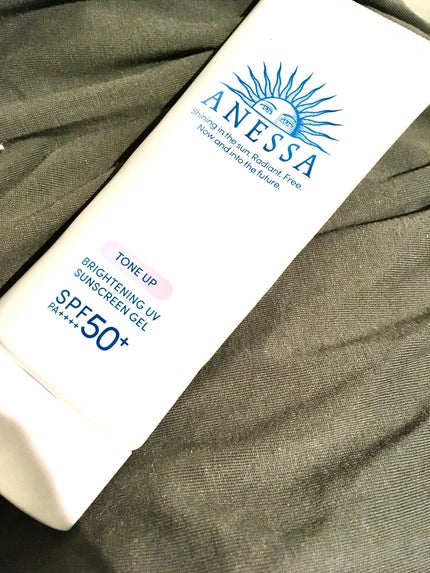 ANESSA
Shining in the sun. Radiant. Free.
Now and into the future.
TONE UP
BRIGHTENING UV
SUNSCREEN GEL
SPF50+
PA++++